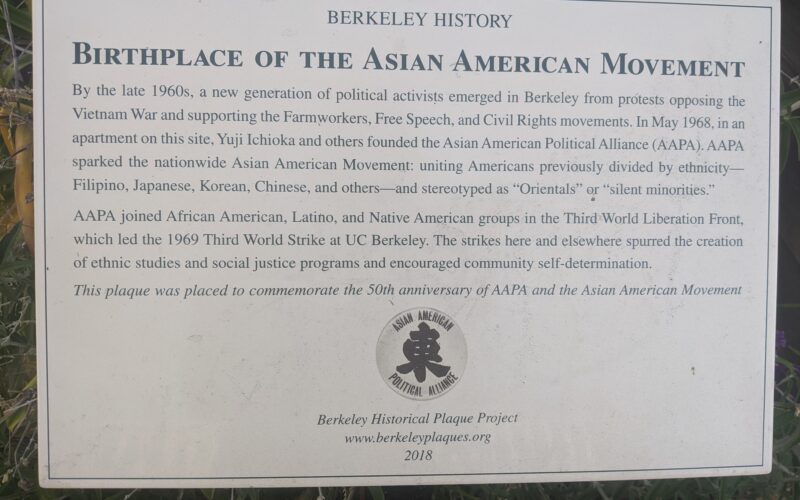 BERKELEY HISTORY
BIRTHPLACE OF THE ASIAN AMERICAN MOVEMENT
By the late 1960s, a new generation of political activists emerged in Berkeley from protests opposing the
Vietnam War and supporting the Farmworkers, Free Speech, and Civil Rights movements. In May 1968, in an
apartment on this site, Yuji Ichioka and others founded the Asian American Political Alliance (AAPA). AAPA
sparked the nationwide Asian American Movement: uniting Americans previously divided by ethnicity—
Filipino, Japanese, Korean, Chinese, and others—and stereotyped as “Orientals” or “silent minorities.”
AAPA joined African American, Latino, and Native American groups in the Third World Liberation Front,
which led the 1969 Third World Strike at UC Berkeley. The strikes here and elsewhere spurred the creation
of ethnic studies and social justice programs and encouraged community self-determination.
This plaque was placed to commemorate the 50th anniversary of AAPA and the Asian American Movement
ASIAN AMERICAN
東
POLITICAL ALLIANCE
Berkeley Historical Plaque Project
www.berkeleyplaques.org
2018